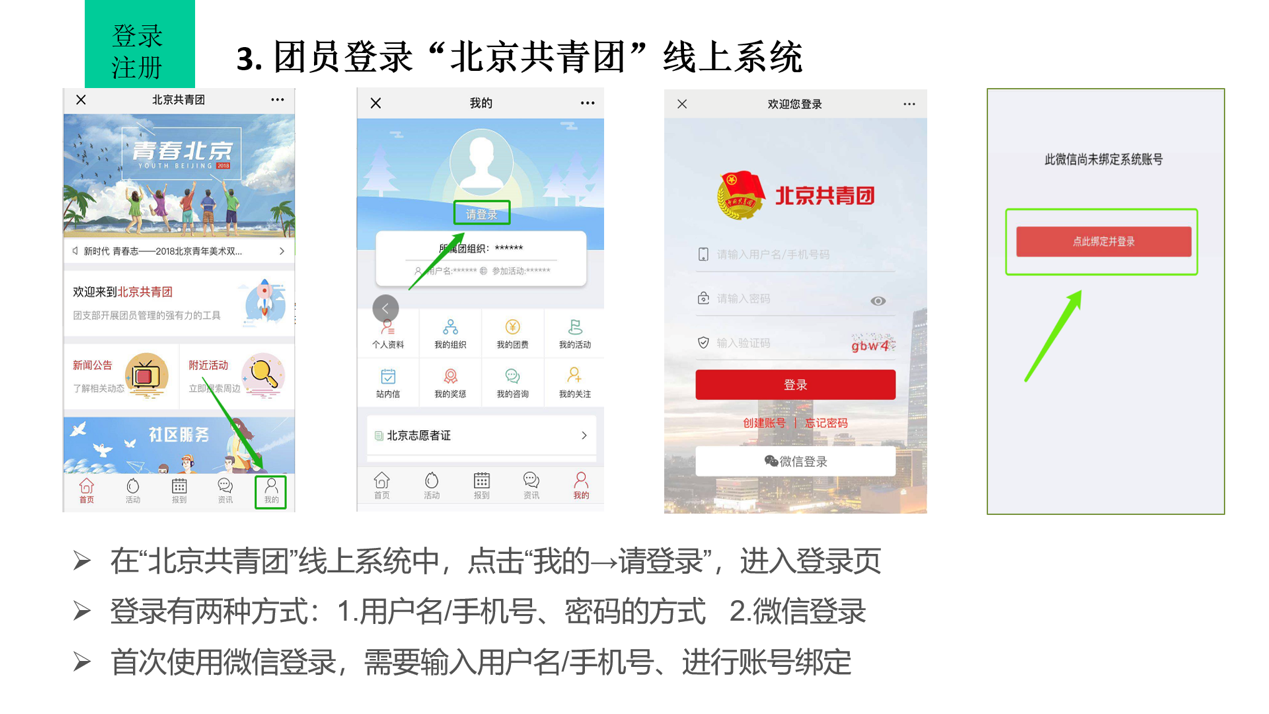 登录
注册
3. 团员登录“北京共青团”线上系统
北京共青团
青春北京
YOUTH BEIJING 2018
新时代 青春志——2018北京青年美术双...
欢迎来到北京共青团
团支部开展团员管理的强有力的工具
新闻公告
了解相关动态
附近活动
立即搜索周边
社区服务
首页 活动 报到 资讯 我的
我的
请登录
所属团组织：******
用户名:****** 参加活动:******
个人资料 我的组织 我的团费 我的活动
站内信 我的奖惩 我的咨询 我的关注
北京志愿者证
首页 活动 报到 资讯 我的
欢迎您登录
北京共青团
请输入用户名/手机号码
请输入密码
输入验证码
gbw4
登录
创建账号 | 忘记密码
微信登录
此微信尚未绑定系统账号
点此绑定并登录
➢ 在“北京共青团”线上系统中，点击“我的→请登录”，进入登录页
➢ 登录有两种方式：1.用户名/手机号、密码的方式 2.微信登录
➢ 首次使用微信登录，需要输入用户名/手机号、进行账号绑定